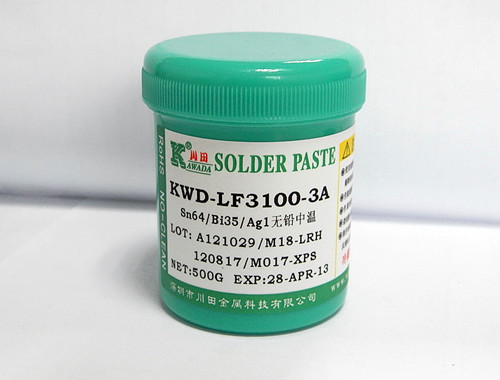 RoHS NO-CLEAN
K® 川田
AWADA
SOLDER PASTE
KWD-LF3100-3A
Sn64/Bi35/Ag1无铅中温
LOT: A121029/M18-LRH
120817/M017-XPS
NET:500G EXP:28-APR-13
深圳市川田金属科技有限公司